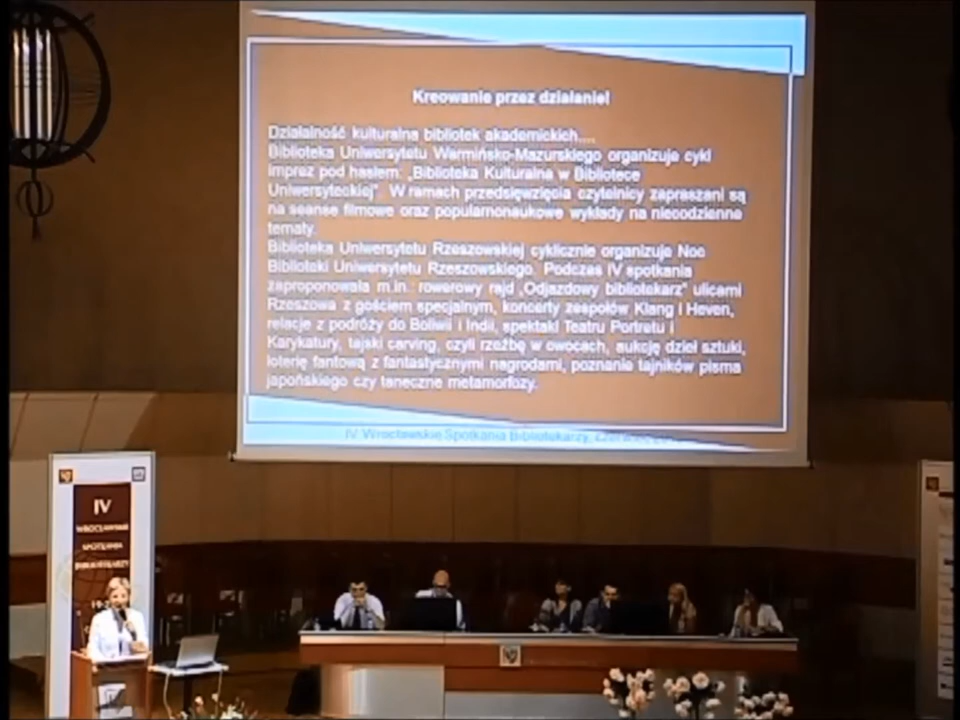 Kreowanie przez działanie!
Działalność kulturalna bibliotek akademickich....
Biblioteka Uniwersytetu Warmińsko-Mazurskiego organizuje cykl
imprez pod hasłem: „Biblioteka Kulturalna w Bibliotece
Uniwersyteckiej”. W ramach przedsięwzięcia czytelnicy zapraszani są
na seanse filmowe oraz popularnonaukowe wykłady na niecodzienne
tematy.
Biblioteka Uniwersytetu Rzeszowskiej cyklicznie organizuje Noc
Biblioteki Uniwersytetu Rzeszowskiego. Podczas IV spotkania
zaproponowała m.in.: rowerowy rajd „Odjazdowy bibliotekarz” ulicami
Rzeszowa z gościem specjalnym, koncerty zespołów Klang i Heven,
relacje z podróży do Boliwii i Indii, spektakl Teatru Portretu i
Karykatury, tajski carving, czyli rzeźbę w owocach, aukcję dzieł sztuki,
loterię fantową z fantastycznymi nagrodami, poznanie tajników pisma
japońskiego czy taneczne metamorfozy.
IV Wrocławskie Spotkania Bibliotekarzy,
IV
WROCŁAWSKIE
SPOTKANIA
BIBLIOTEKARZY